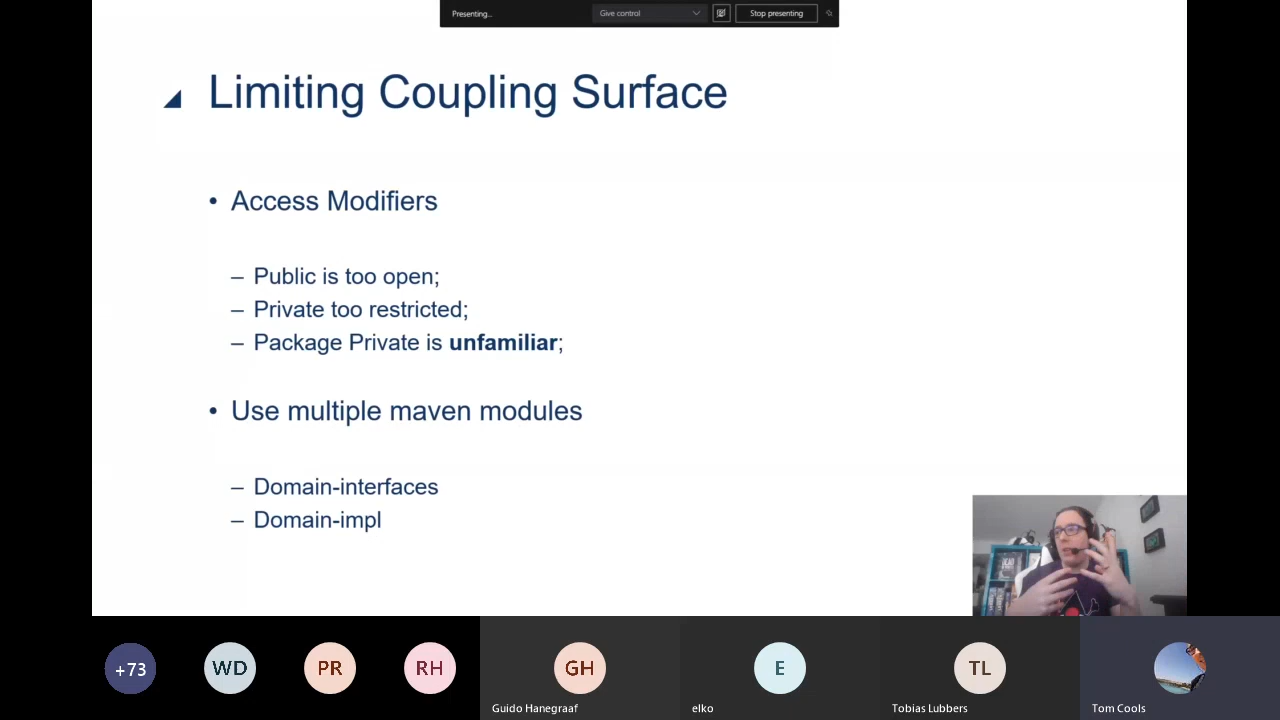 Presenting...
Give control
Stop presenting
Limiting Coupling Surface
• Access Modifiers
– Public is too open;
– Private too restricted;
– Package Private is unfamiliar;
• Use multiple maven modules
– Domain-interfaces
– Domain-impl
+73
WD
PR
RH
GH
E
TL
Guido Hanegraaf
elko
Tobias Lubbers
Tom Cools